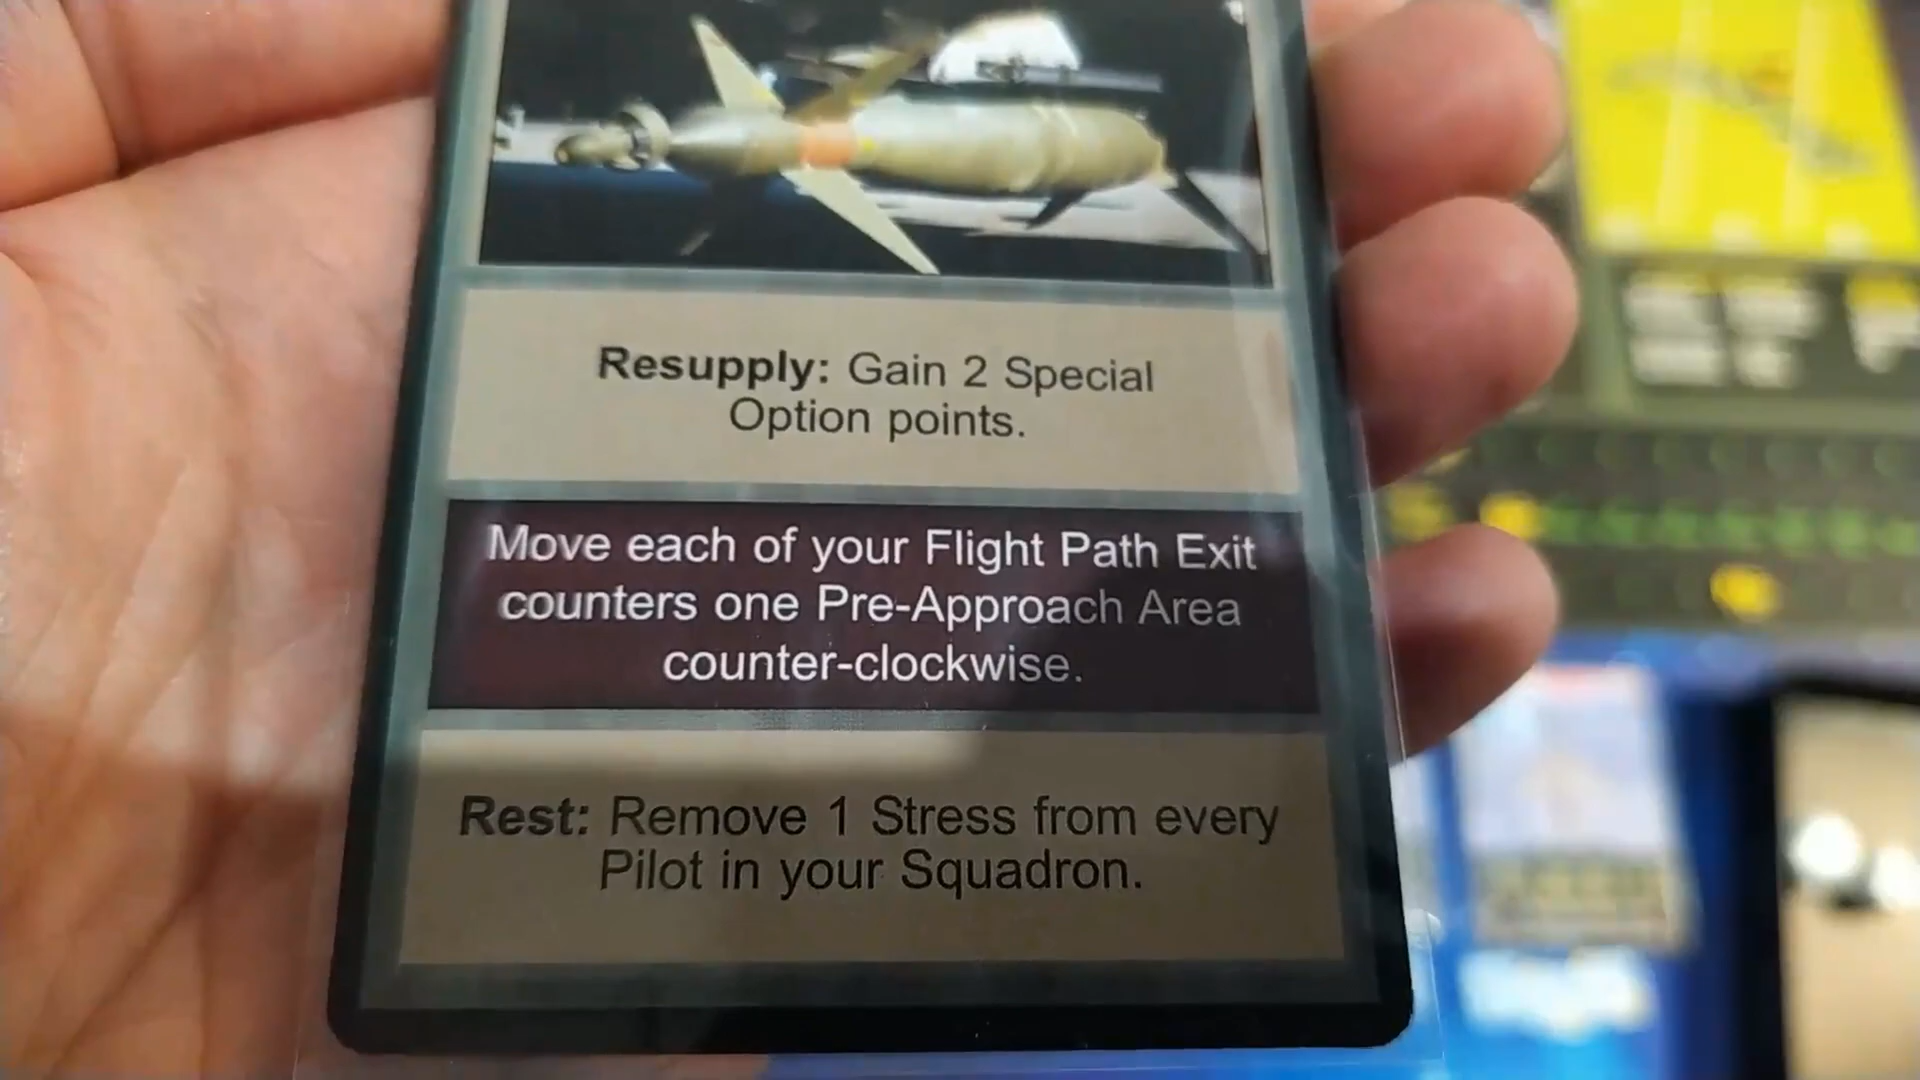 Resupply: Gain 2 Special
Option points.
Move each of your Flight Path Exit
counters one Pre-Approach Area
counter-clockwise.
Rest: Remove 1 Stress from every
Pilot in your Squadron.